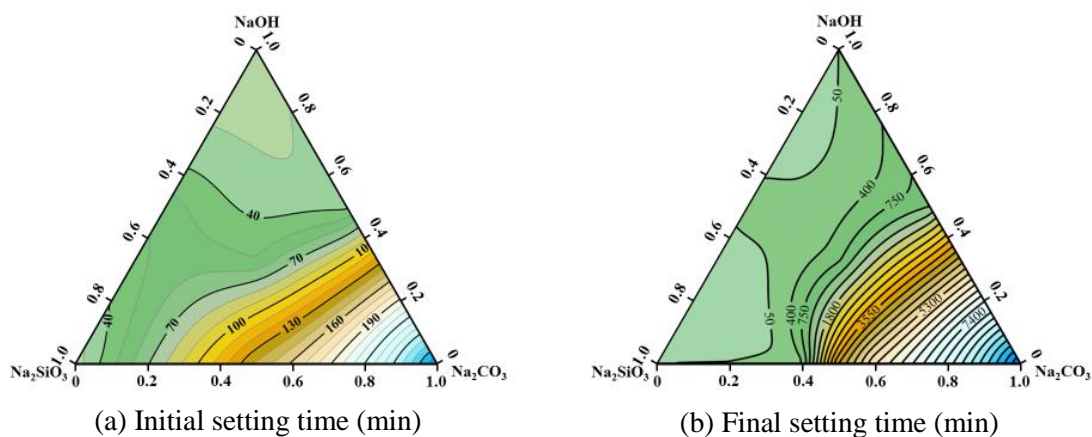 NaOH
0 1.0
0.2 0.8
0.4 0.6
40
0.6 0.4
70 10
0.8 0.2
40 70 100 130 160 190
1.0 0
Na₂SiO₃ Na₂CO₃
0 0.2 0.4 0.6 0.8 1.0
(a) Initial setting time (min)
NaOH
0 1.0
50
0.2 0.8
0.4 0.6
400 750
0.6 0.4
0.8 0.2
50 400 750 1800 3550 5300 7400
1.0 0
Na₂SiO₃ Na₂CO₃
0 0.2 0.4 0.6 0.8 1.0
(b) Final setting time (min)